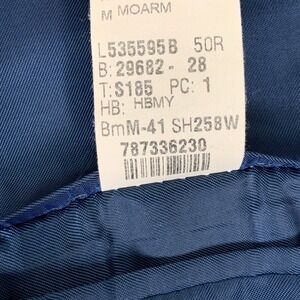 M MOARM
L535595B 50R
B: 29682 - 28
T: S185 PC: 1
HB: HBMY
BmM-41 SH258W
787336230